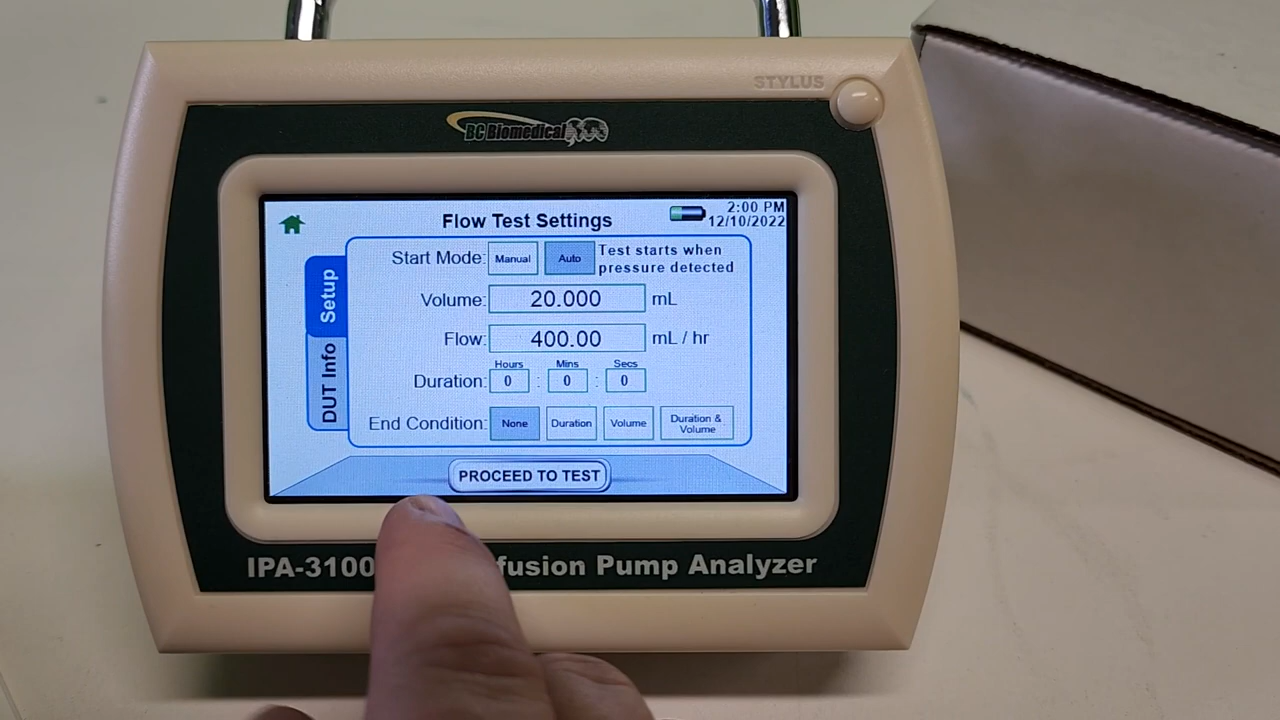 STYLUS
BC Biomedical
2:00 PM
Flow Test Settings
12/10/2022
Start Mode: Manual Auto Test starts when
pressure detected
Volume: 20.000 mL
Flow: 400.00 mL / hr
Hours Mins Secs
Duration: 0 : 0 : 0
End Condition: None Duration Volume Duration &
Volume
Setup
DUT Info
PROCEED TO TEST
IPA-3100 fusion Pump Analyzer